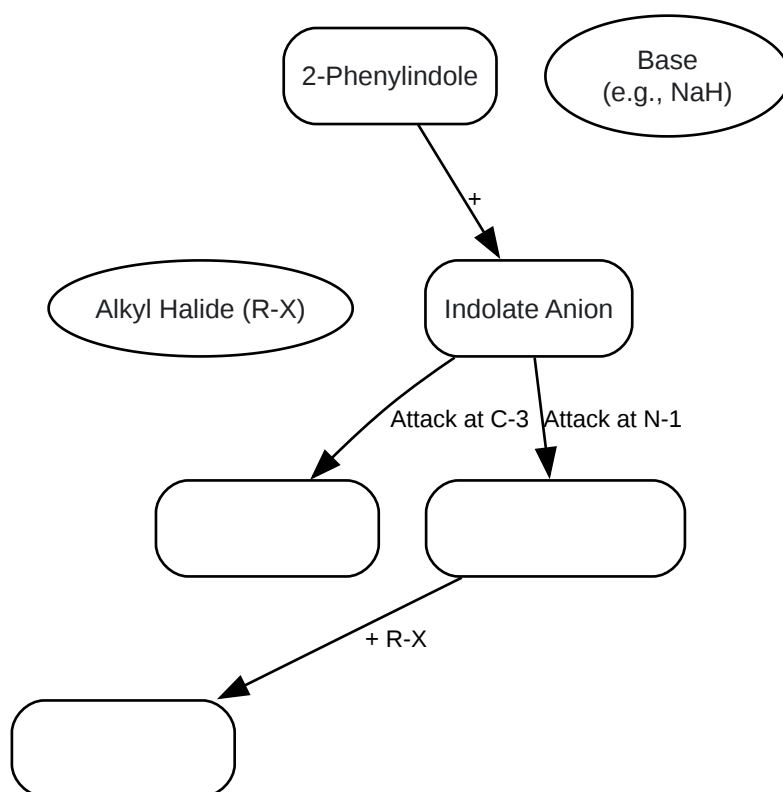 2-Phenylindole
Base
(e.g., NaH)
+
Alkyl Halide (R-X)
Indolate Anion
Attack at C-3
Attack at N-1
+ R-X